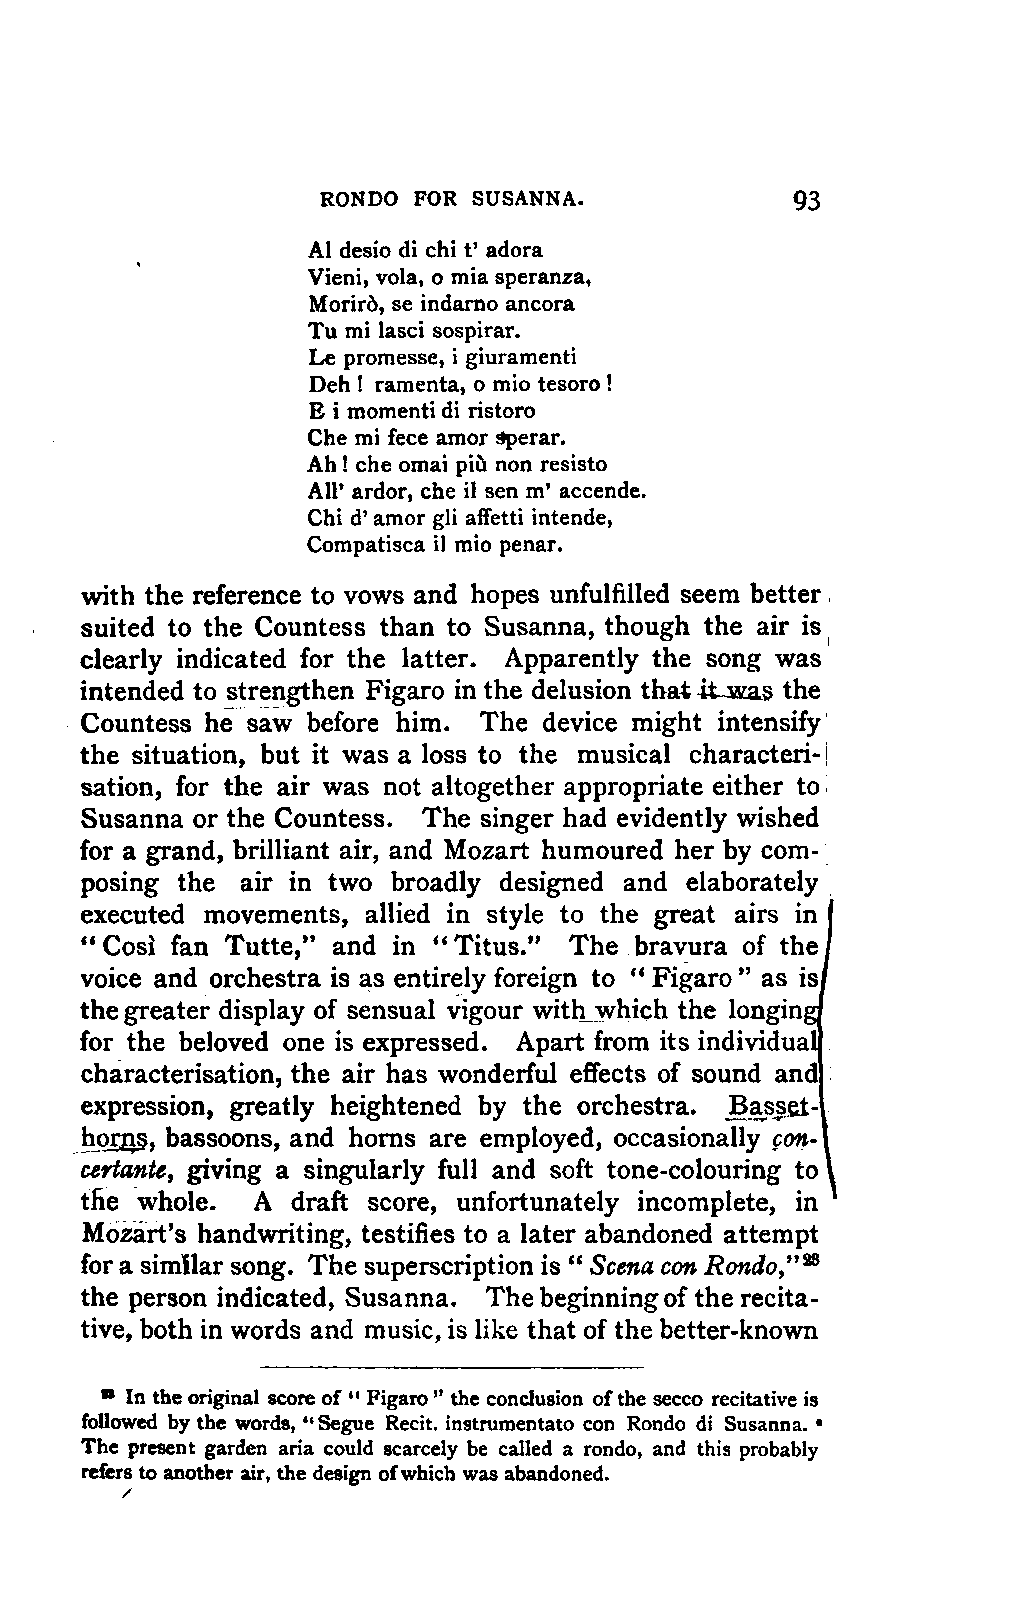 RONDO FOR SUSANNA. 93
Al desio di chi t' adora
Vieni, vola, o mia speranza,
Morirò, se indarno ancora
Tu mi lasci sospirar.
Le promesse, i giuramenti
Deh! ramenta, o mio tesoro!
E i momenti di ristoro
Che mi fece amor sperar.
Ah! che omai più non resisto
All' ardor, che il sen m' accende.
Chi d' amor gli affetti intende,
Compatisca il mio penar.
with the reference to vows and hopes unfulfilled seem better
suited to the Countess than to Susanna, though the air is
clearly indicated for the latter. Apparently the song was
intended to strengthen Figaro in the delusion that it was the
Countess he saw before him. The device might intensify
the situation, but it was a loss to the musical characteri-
sation, for the air was not altogether appropriate either to
Susanna or the Countess. The singer had evidently wished
for a grand, brilliant air, and Mozart humoured her by com-
posing the air in two broadly designed and elaborately
executed movements, allied in style to the great airs in
"Così fan Tutte," and in "Titus." The bravura of the
voice and orchestra is as entirely foreign to "Figaro" as is
the greater display of sensual vigour with which the longing
for the beloved one is expressed. Apart from its individual
characterisation, the air has wonderful effects of sound and
expression, greatly heightened by the orchestra. Basset-
horns, bassoons, and horns are employed, occasionally con-
certante, giving a singularly full and soft tone-colouring to
the whole. A draft score, unfortunately incomplete, in
Mozart's handwriting, testifies to a later abandoned attempt
for a similar song. The superscription is "Scena con Rondo," 28
the person indicated, Susanna. The beginning of the recita-
tive, both in words and music, is like that of the better-known
In the original score of "Figaro" the conclusion of the secco recitative is
followed by the words, "Segue Recit. instrumentato con Rondo di Susanna.
The present garden aria could scarcely be called a rondo, and this probably
refers to another air, the design of which was abandoned.